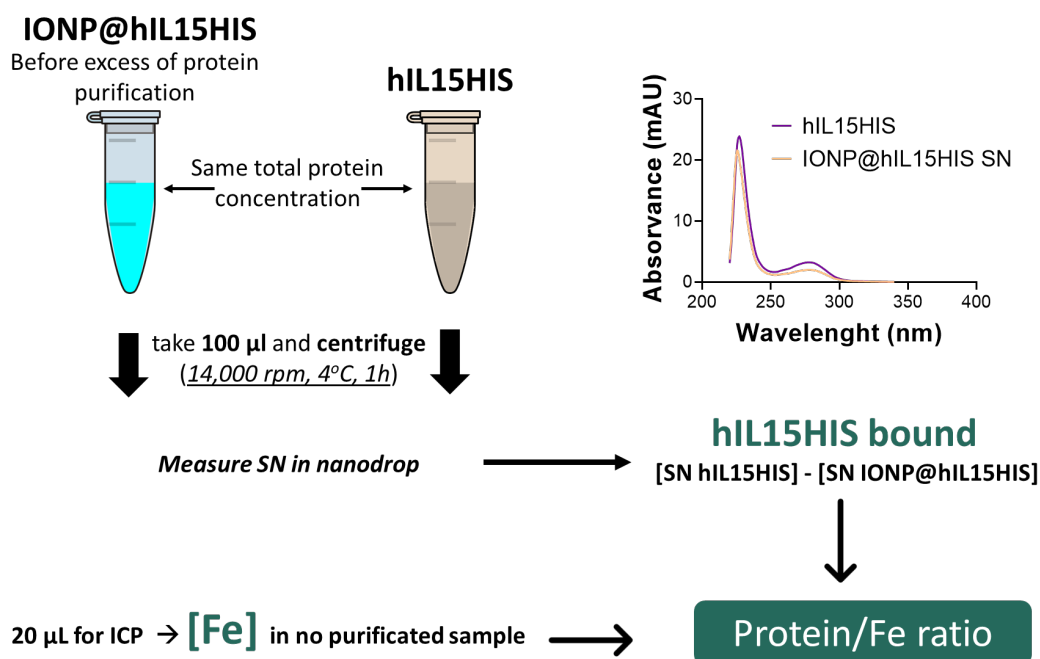 IONP@hIL15HIS
Before excess of protein
purification
hIL15HIS
Same total protein
concentration
Absorvance (mAU)
30
20
10
0
hIL15HIS
IONP@hIL15HIS SN
200
250
300
350
400
Wavelenght (nm)
take 100 µl and centrifuge
(14,000 rpm, 4ºC, 1h)
Measure SN in nanodrop
hIL15HIS bound
[SN hIL15HIS] - [SN IONP@hIL15HIS]
20 µL for ICP → [Fe] in no purificated sample
Protein/Fe ratio